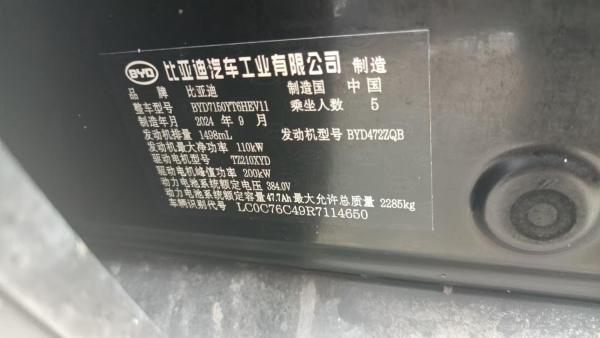 BYD 比亚迪汽车工业有限公司 制造
品牌 比亚迪 制造国 中国
整车型号 BYD7150YT6HEV11 乘坐人数 5
制造年月 2024年9月
发动机排量 1498mL 发动机型号 BYD472ZQB
发动机最大净功率 110kW
驱动电机型号 TZ210XYD
驱动电机峰值功率 200kW
动力电池系统额定电压 384.0V
动力电池系统额定容量 47.7Ah 最大允许总质量 2285kg
车辆识别代号 LC0C76C49R7114650